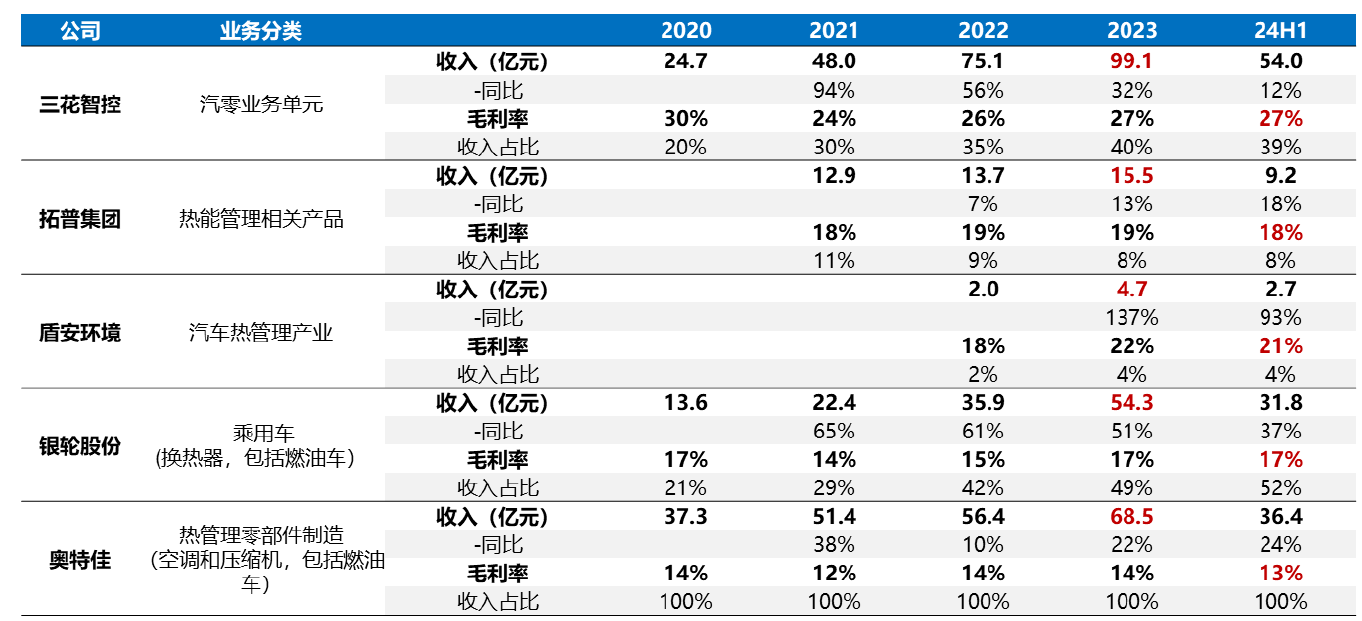 公司 业务分类 2020 2021 2022 2023 24H1
收入（亿元） 24.7 48.0 75.1 99.1 54.0
-同比 94% 56% 32% 12%
三花智控 汽零业务单元
毛利率 30% 24% 26% 27% 27%
收入占比 20% 30% 35% 40% 39%
收入（亿元） 12.9 13.7 15.5 9.2
-同比 7% 13% 18%
拓普集团 热能管理相关产品
毛利率 18% 19% 19% 18%
收入占比 11% 9% 8% 8%
收入（亿元） 2.0 4.7 2.7
-同比 137% 93%
盾安环境 汽车热管理产业
毛利率 18% 22% 21%
收入占比 2% 4% 4%
收入（亿元） 13.6 22.4 35.9 54.3 31.8
-同比 65% 61% 51% 37%
银轮股份 乘用车
(换热器，包括燃油车）
毛利率 17% 14% 15% 17% 17%
收入占比 21% 29% 42% 49% 52%
收入（亿元） 37.3 51.4 56.4 68.5 36.4
-同比 38% 10% 22% 24%
奥特佳 热管理零部件制造
（空调和压缩机，包括燃油
车）
毛利率 14% 12% 14% 14% 13%
收入占比 100% 100% 100% 100% 100%